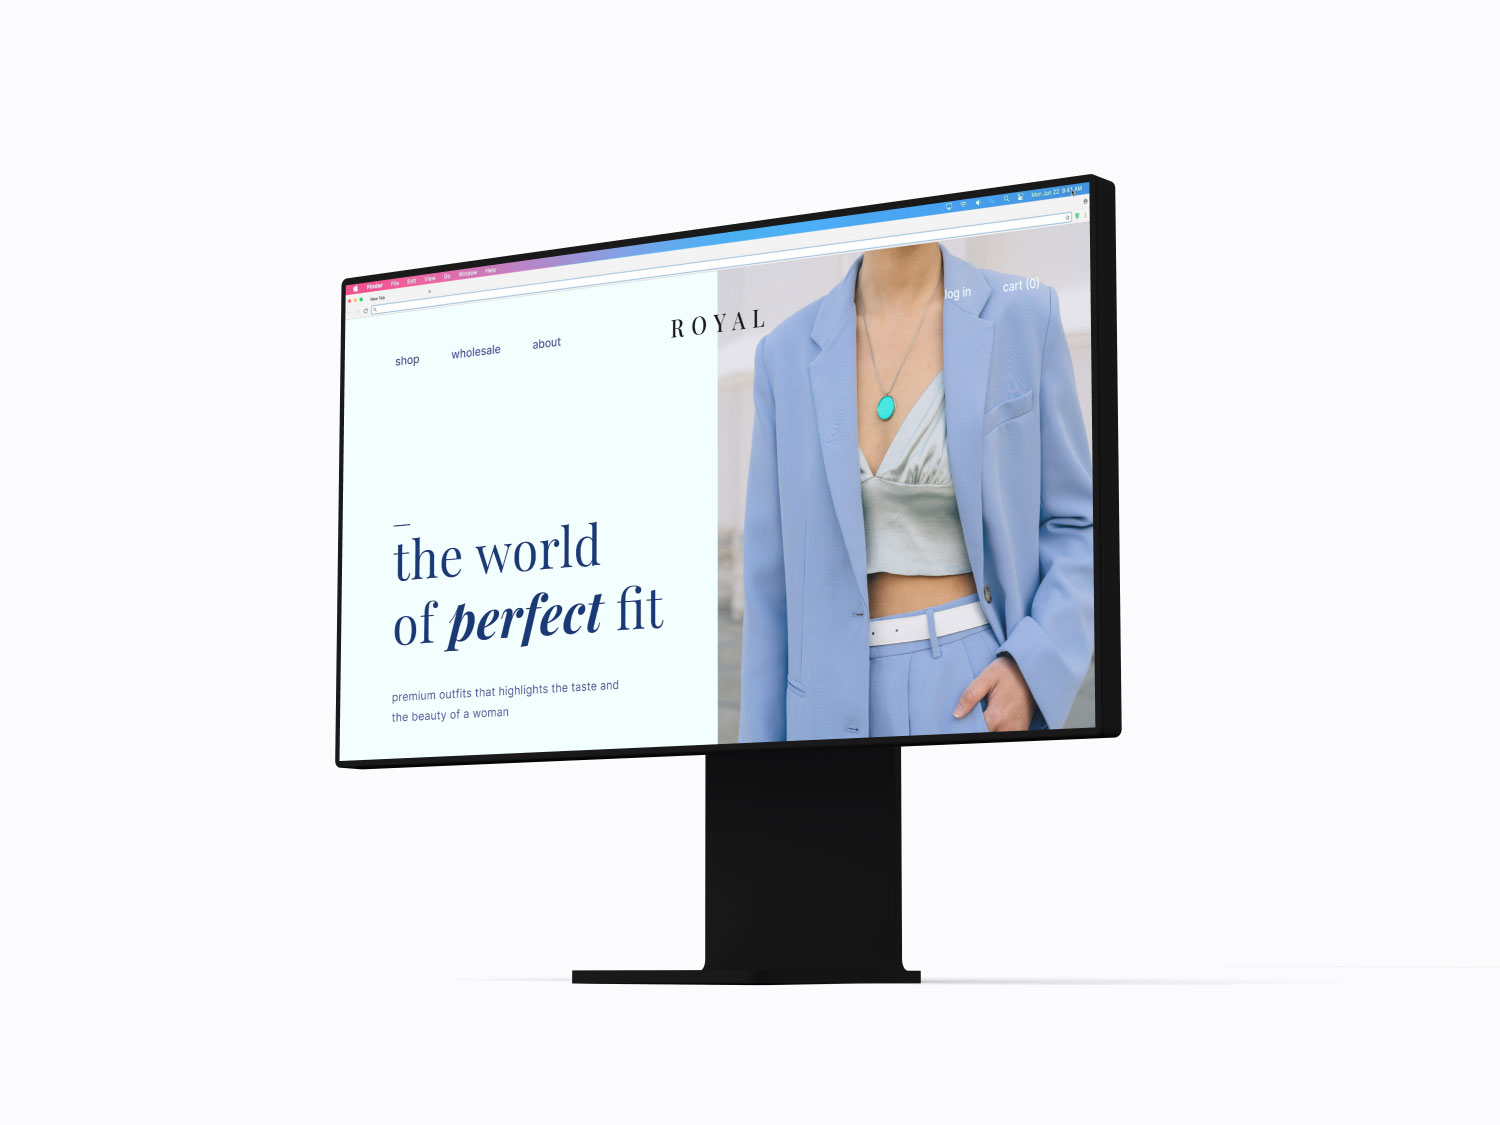 Finder File Edit View Go Window Help
Mon Jun 22 9:41 AM
New Tab
shop wholesale about
ROYAL
log in cart (0)
the world
of perfect fit
premium outfits that highlights the taste and
the beauty of a woman